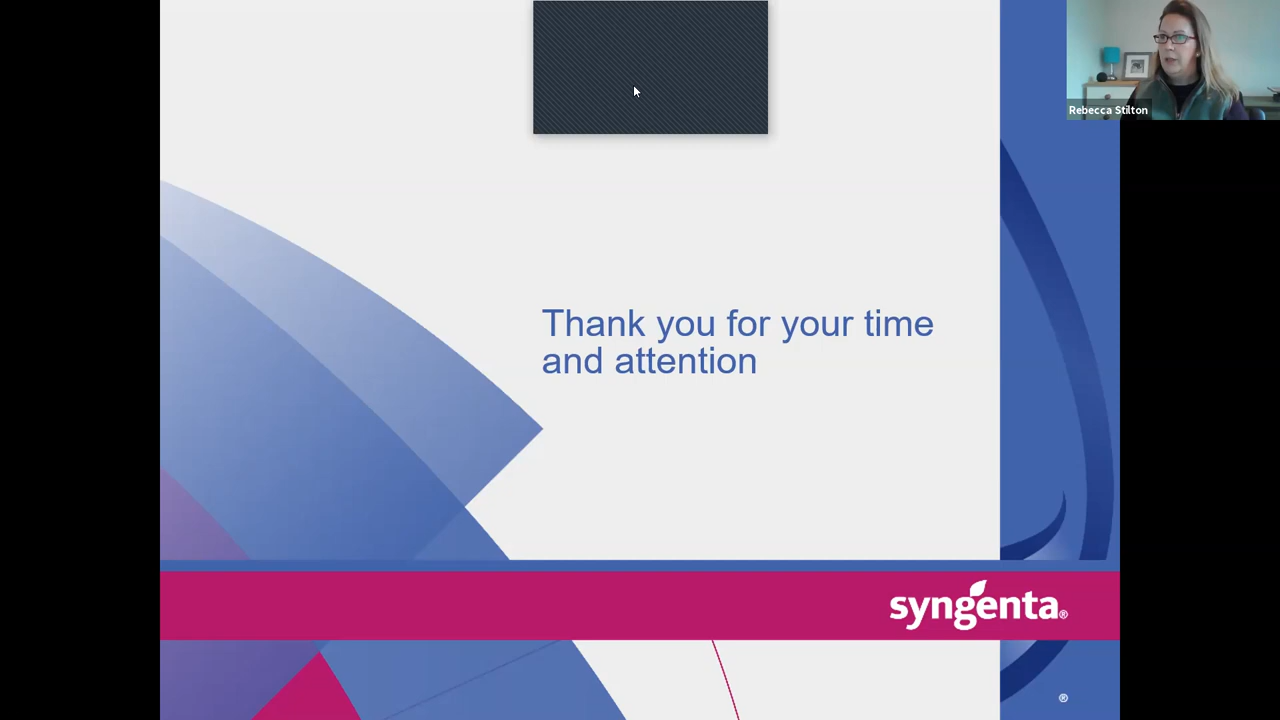 Rebecca Stilton
Thank you for your time
and attention
syngenta®
®